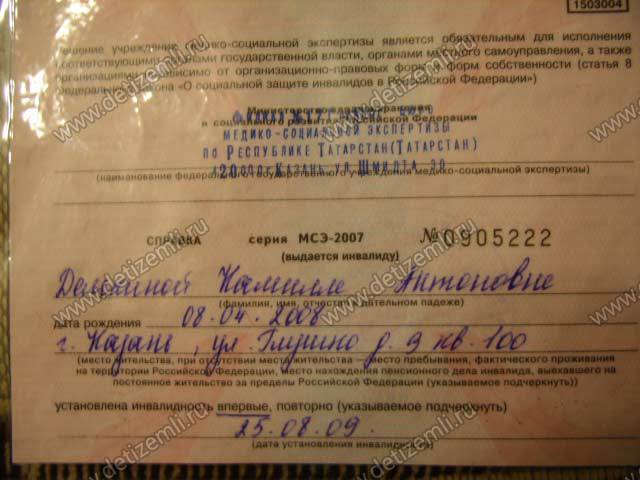 1503004
Решение учреждения медико-социальной экспертизы является обязательным для исполнения
соответствующими органами государственной власти, органами местного самоуправления, а также
организациями независимо от организационно-правовых форм и форм собственности (статья 8
Федерального закона «О социальной защите инвалидов в Российской Федерации»)
Министерство здравоохранения
и социального развития Российской Федерации
МЕДИКО-СОЦИАЛЬНОЙ ЭКСПЕРТИЗЫ
ПО РЕСПУБЛИКЕ ТАТАРСТАН(ТАТАРСТАН)
КАЗАНЬ УЛ ШМИДТА 30
(наименование федерального государственного учреждения медико-социальной экспертизы)
СПРАВКА серия МСЭ-2007 №0905222
(выдается инвалиду)
Камилле Антоновне
(фамилия, имя, отчество в дательном падеже)
дата рождения 08.04.2008
г. Казань, ул. Глушко д. 9 кв. 100
(место жительства, при отсутствии места жительства — место пребывания, фактического проживания
на территории Российской Федерации, место нахождения пенсионного дела инвалида, выехавшего на
постоянное жительство за пределы Российской Федерации (указываемое подчеркнуть))
установлена инвалидность впервые, повторно (указываемое подчеркнуть)
25.08.09.
(дата установления инвалидности)
www.detizemli.ru